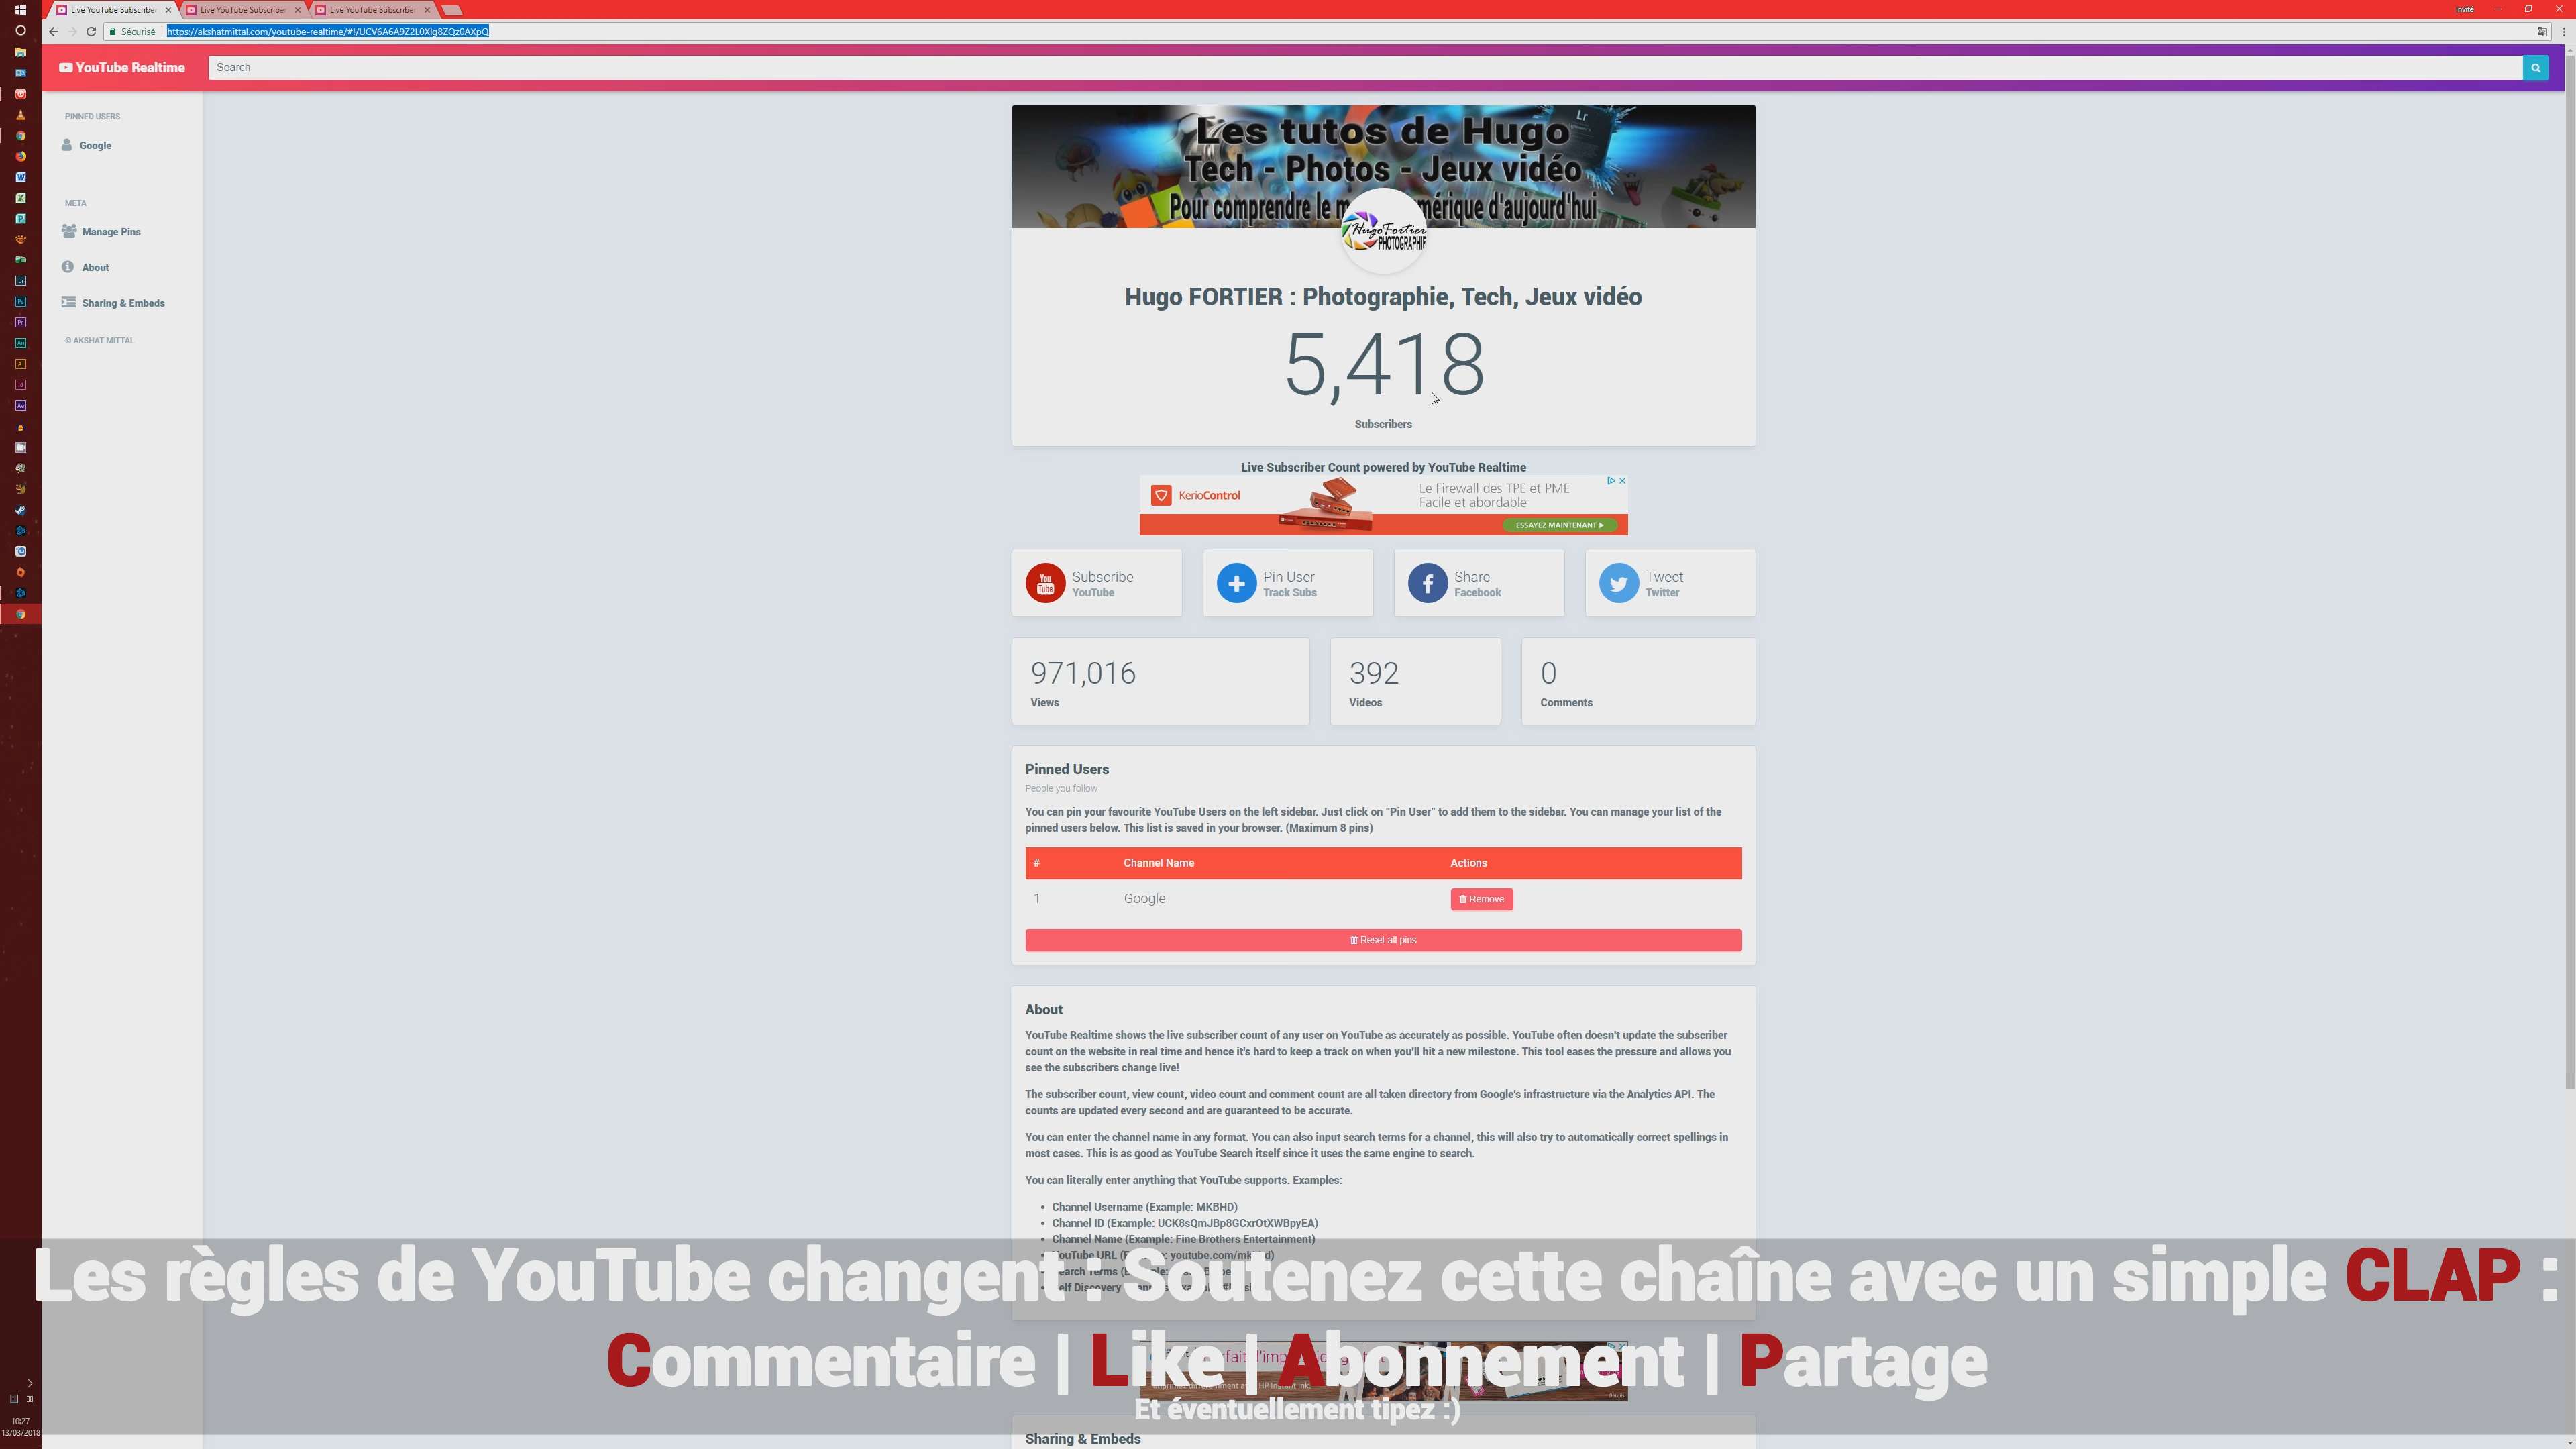 Live YouTube Subscriber
Live YouTube Subscriber
Live YouTube Subscriber
Invité
Sécurisé
https://akshatmittal.com/youtube-realtime/#!/UCV6A6A9Z2L0XIg8ZQz0AXpQ
YouTube Realtime
Search
PINNED USERS
Google
META
Manage Pins
About
Sharing & Embeds
© AKSHAT MITTAL
Les tutos de Hugo
Tech - Photos - Jeux vidéo
Pour comprendre le m mérique d'aujourd'hui
Lr
HugoFortier
PHOTOGRAPHIE
Hugo FORTIER : Photographie, Tech, Jeux vidéo
5,418
Subscribers
Live Subscriber Count powered by YouTube Realtime
KerioControl
Le Firewall des TPE et PME
Facile et abordable
ESSAYEZ MAINTENANT
Subscribe
YouTube
Pin User
Track Subs
Share
Facebook
Tweet
Twitter
971,016
Views
392
Videos
0
Comments
Pinned Users
People you follow
You can pin your favourite YouTube Users on the left sidebar. Just click on "Pin User" to add them to the sidebar. You can manage your list of the
pinned users below. This list is saved in your browser. (Maximum 8 pins)
# Channel Name Actions
1 Google Remove
Reset all pins
About
YouTube Realtime shows the live subscriber count of any user on YouTube as accurately as possible. YouTube often doesn't update the subscriber
count on the website in real time and hence it's hard to keep a track on when you'll hit a new milestone. This tool eases the pressure and allows you
see the subscribers change live!
The subscriber count, view count, video count and comment count are all taken directory from Google's infrastructure via the Analytics API. The
counts are updated every second and are guaranteed to be accurate.
You can enter the channel name in any format. You can also input search terms for a channel, this will also try to automatically correct spellings in
most cases. This is as good as YouTube Search itself since it uses the same engine to search.
You can literally enter anything that YouTube supports. Examples:
Channel Username (Example: MKBHD)
Channel ID (Example: UCK8sQmJBp8GCxrOtXWBpyEA)
Channel Name (Example: Fine Brothers Entertainment)
Les règles de YouTube changent : Soutenez cette chaîne avec un simple CLAP :
Commentaire | Like | Abonnement | Partage
Et éventuellement tipez :)
Sharing & Embeds
10:27
13/03/2018